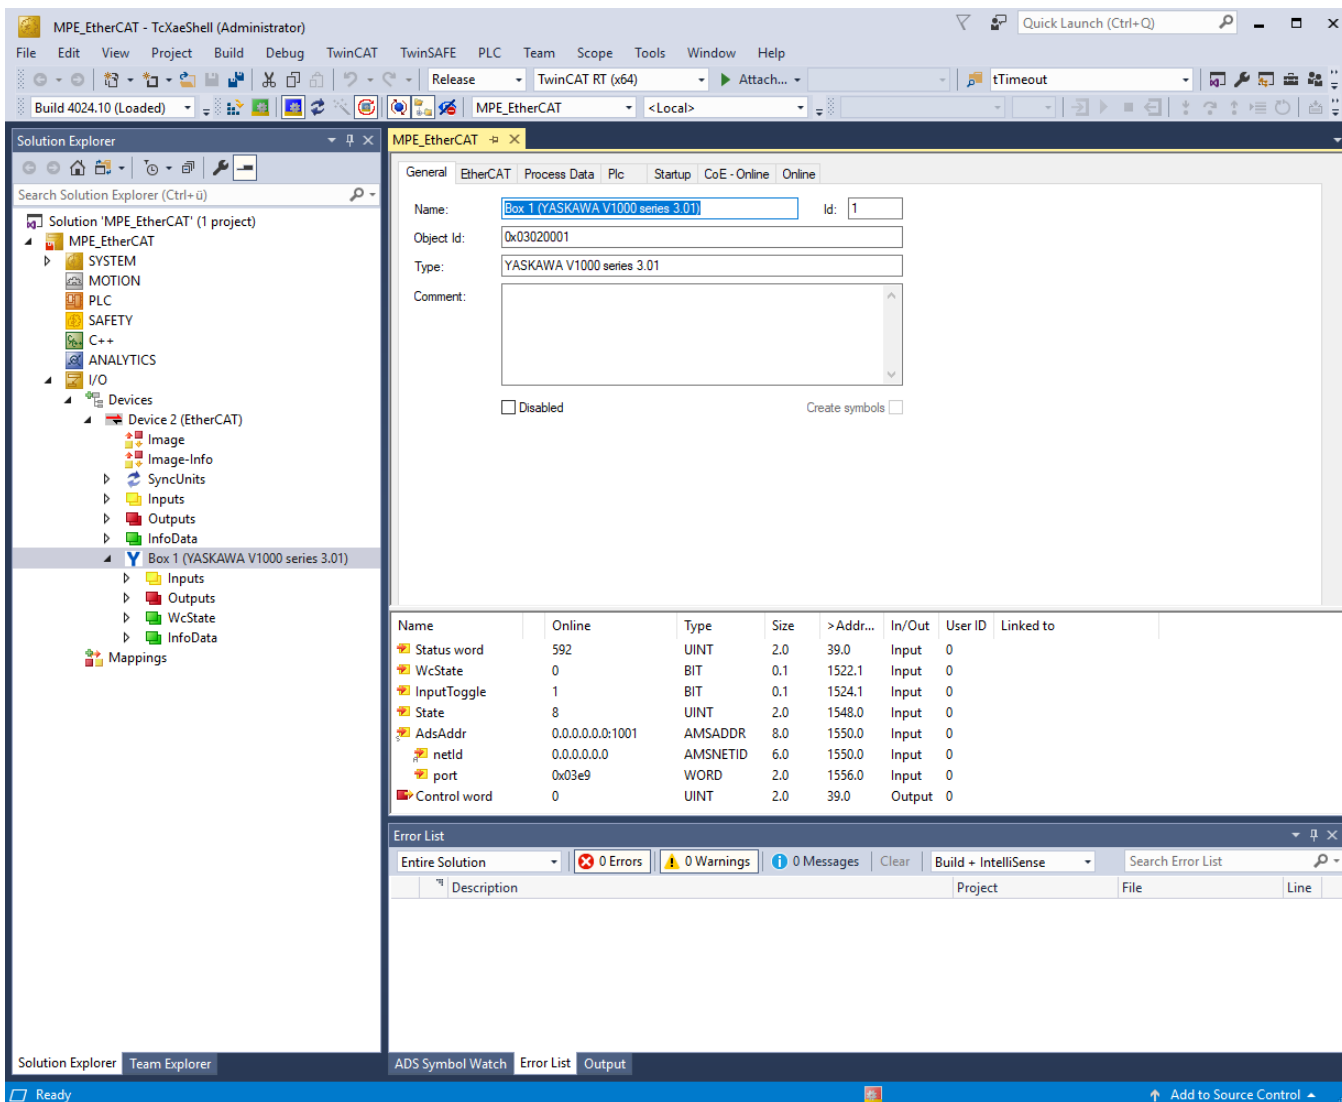 MPE_EtherCAT - TcXaeShell (Administrator)
Quick Launch (Ctrl+Q)
File Edit View Project Build Debug TwinCAT TwinSAFE PLC Team Scope Tools Window Help
Release TwinCAT RT (x64) Attach... tTimeout
Build 4024.10 (Loaded) MPE_EtherCAT <Local>
Solution Explorer
Search Solution Explorer (Ctrl+ü)
Solution 'MPE_EtherCAT' (1 project)
MPE_EtherCAT
SYSTEM
MOTION
PLC
SAFETY
C++
ANALYTICS
I/O
Devices
Device 2 (EtherCAT)
Image
Image-Info
SyncUnits
Inputs
Outputs
InfoData
Box 1 (YASKAWA V1000 series 3.01)
Inputs
Outputs
WcState
InfoData
Mappings
Solution Explorer Team Explorer
MPE_EtherCAT
General EtherCAT Process Data Plc Startup CoE - Online Online
Name: Box 1 (YASKAWA V1000 series 3.01) Id: 1
Object Id: 0x03020001
Type: YASKAWA V1000 series 3.01
Comment:
Disabled Create symbols
Name Online Type Size >Addr... In/Out User ID Linked to
Status word 592 UINT 2.0 39.0 Input 0
WcState 0 BIT 0.1 1522.1 Input 0
InputToggle 1 BIT 0.1 1524.1 Input 0
State 8 UINT 2.0 1548.0 Input 0
AdsAddr 0.0.0.0.0.0:1001 AMSADDR 8.0 1550.0 Input 0
netId 0.0.0.0.0.0 AMSNETID 6.0 1550.0 Input 0
port 0x03e9 WORD 2.0 1556.0 Input 0
Control word 0 UINT 2.0 39.0 Output 0
Error List
Entire Solution 0 Errors 0 Warnings 0 Messages Clear Build + IntelliSense Search Error List
Description Project File Line
ADS Symbol Watch Error List Output
Ready Add to Source Control